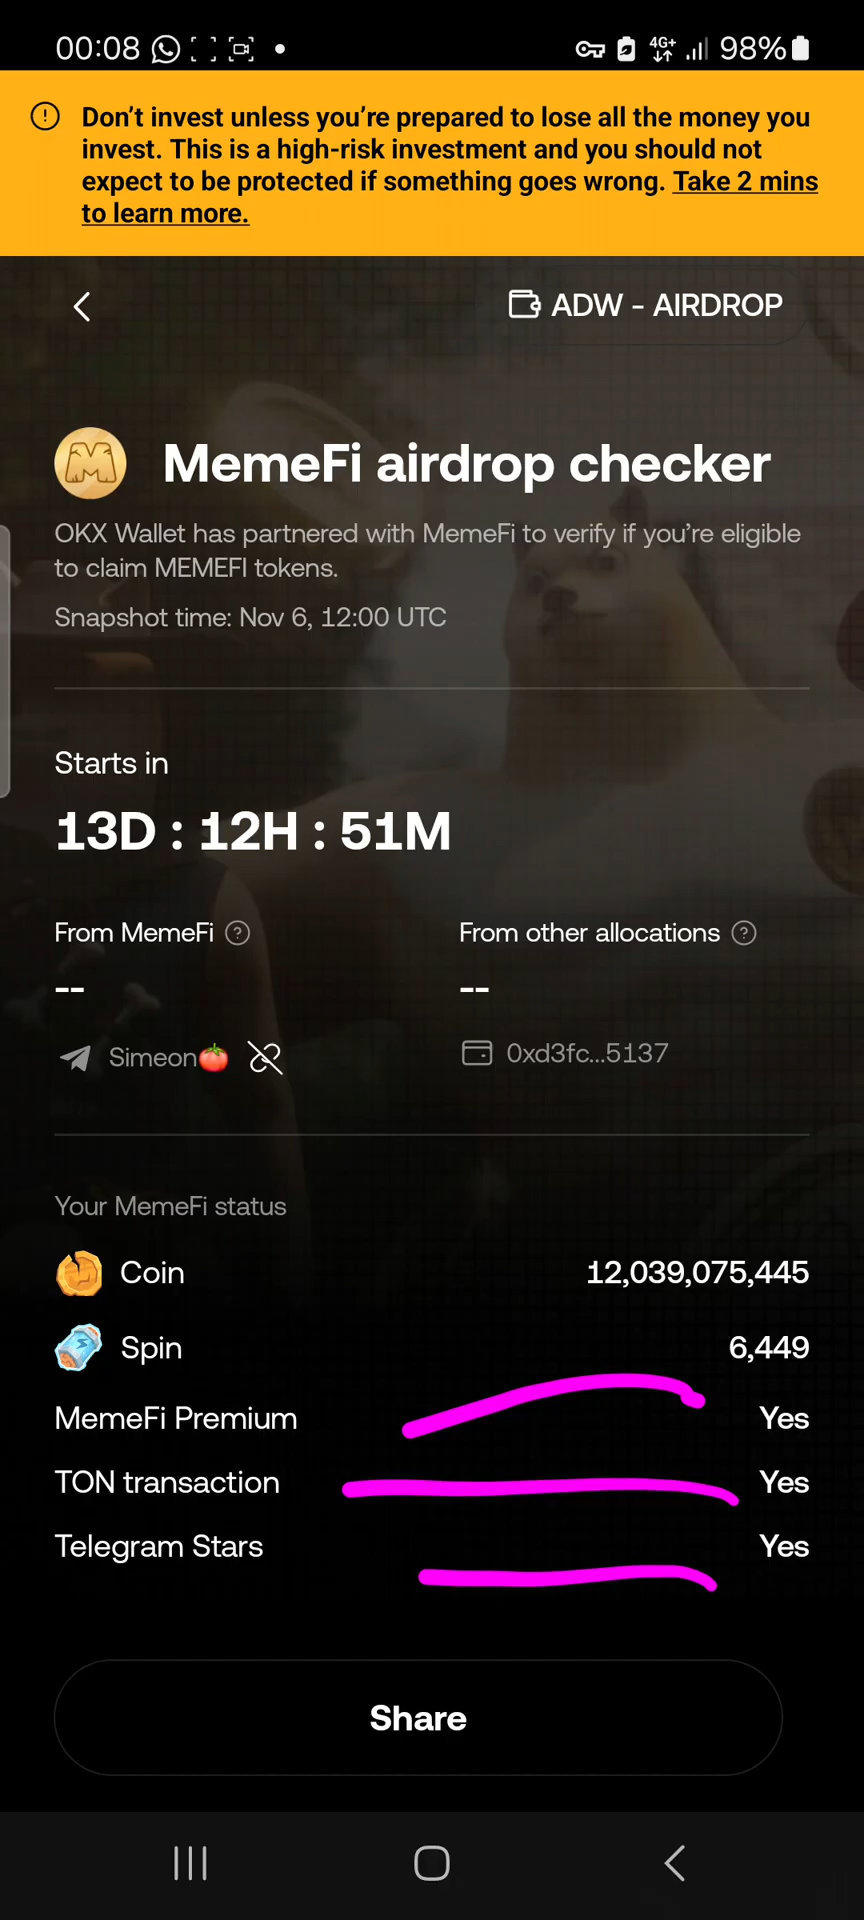 00:08
4G+ 98%
Don’t invest unless you’re prepared to lose all the money you
invest. This is a high-risk investment and you should not
expect to be protected if something goes wrong. Take 2 mins
to learn more.
ADW - AIRDROP
MemeFi airdrop checker
OKX Wallet has partnered with MemeFi to verify if you’re eligible
to claim MEMEFI tokens.
Snapshot time: Nov 6, 12:00 UTC
Starts in
13D : 12H : 51M
From MemeFi ?
From other allocations ?
--
--
Simeon🍅
0xd3fc...5137
Your MemeFi status
Coin 12,039,075,445
Spin 6,449
MemeFi Premium Yes
TON transaction Yes
Telegram Stars Yes
Share